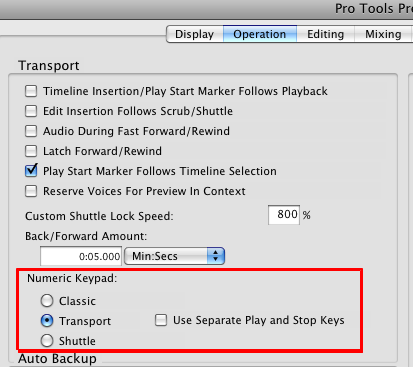 Pro Tools Pre
Display Operation Editing Mixing
Transport
Timeline Insertion/Play Start Marker Follows Playback
Edit Insertion Follows Scrub/Shuttle
Audio During Fast Forward/Rewind
Latch Forward/Rewind
Play Start Marker Follows Timeline Selection
Reserve Voices For Preview In Context
Custom Shuttle Lock Speed: 800 %
Back/Forward Amount:
0:05.000 Min:Secs
Numeric Keypad:
Classic
Transport Use Separate Play and Stop Keys
Shuttle
Auto Backup